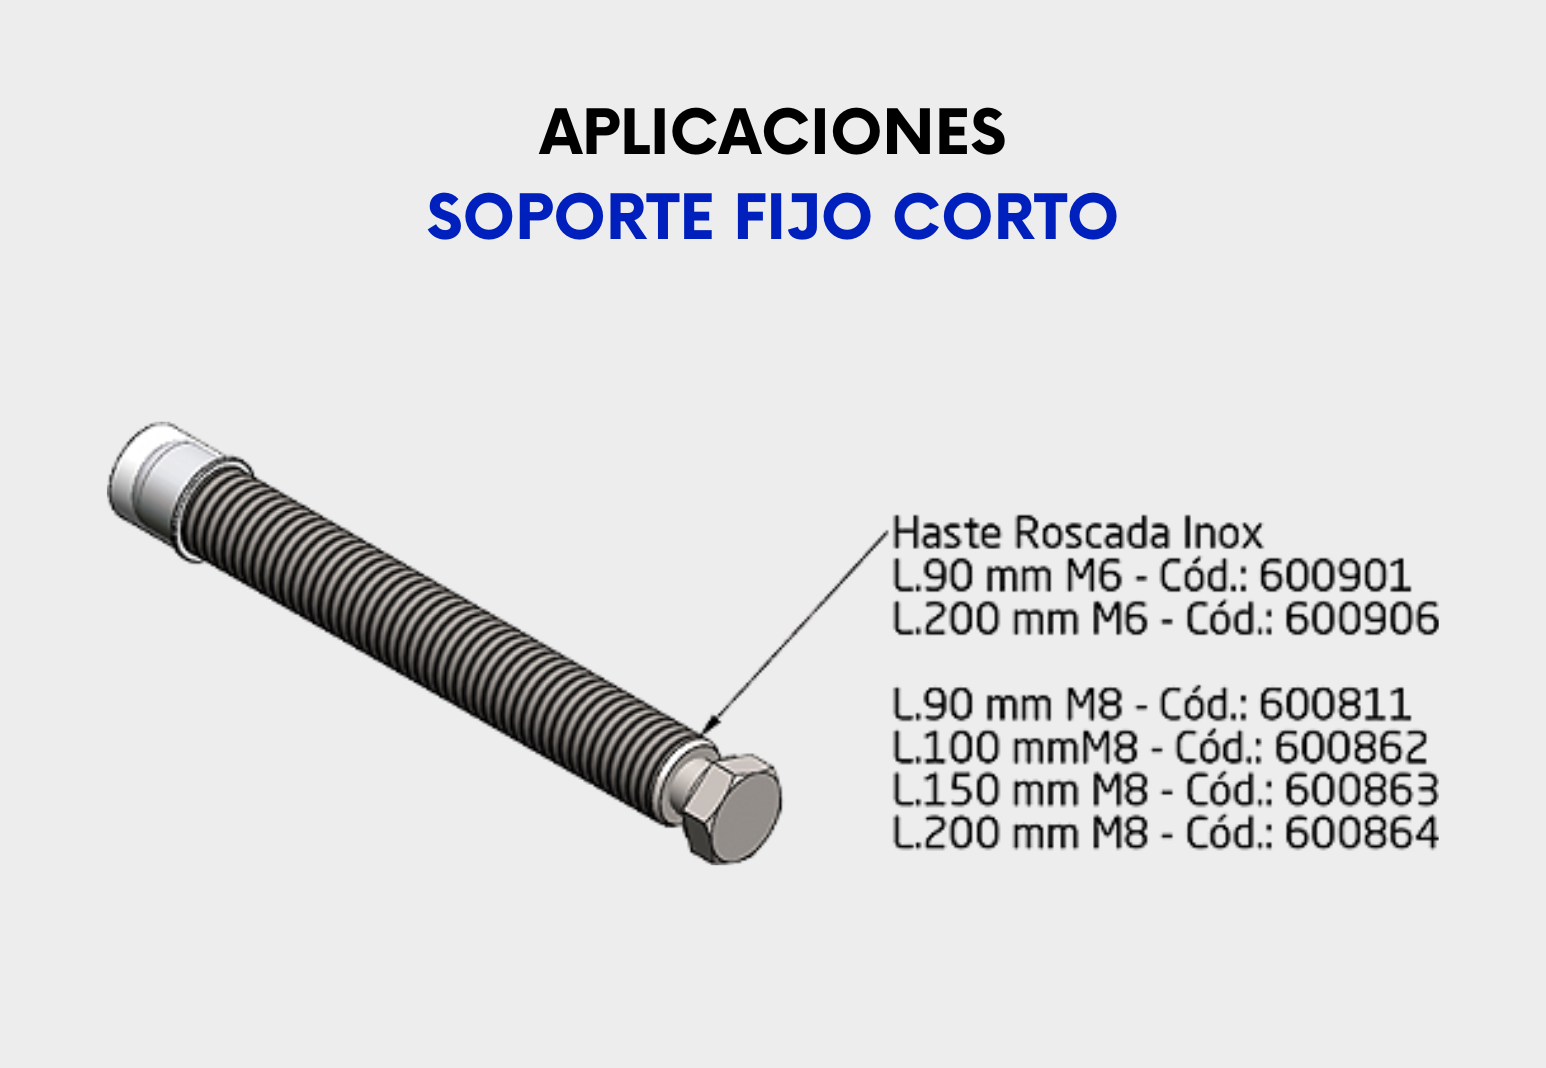 APLICACIONES
SOPORTE FIJO CORTO
Haste Roscada Inox
L.90 mm M6 - Cód.: 600901
L.200 mm M6 - Cód.: 600906
L.90 mm M8 - Cód.: 600811
L.100 mmM8 - Cód.: 600862
L.150 mm M8 - Cód.: 600863
L.200 mm M8 - Cód.: 600864